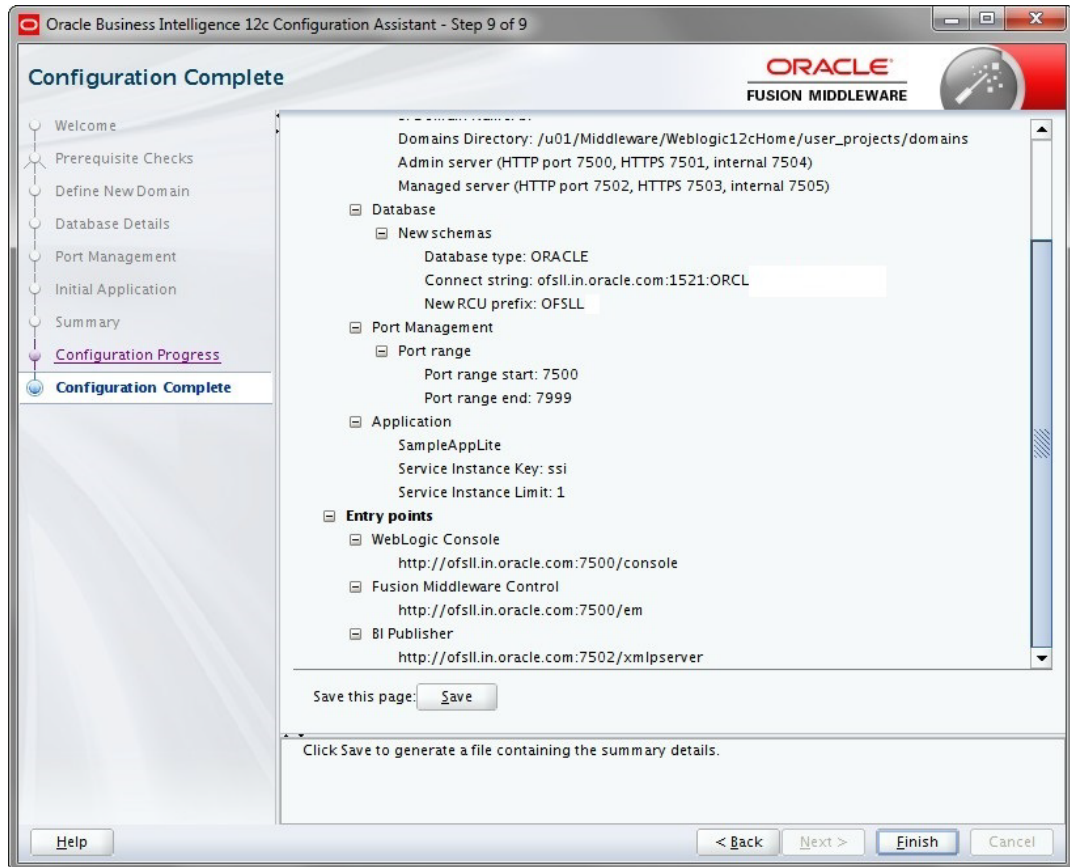 Oracle Business Intelligence 12c Configuration Assistant - Step 9 of 9
Configuration Complete
ORACLE
FUSION MIDDLEWARE
Welcome
Prerequisite Checks
Define New Domain
Database Details
Port Management
Initial Application
Summary
Configuration Progress
Configuration Complete
Domains Directory: /u01/Middleware/Weblogic12cHome/user_projects/domains
Admin server (HTTP port 7500, HTTPS 7501, internal 7504)
Managed server (HTTP port 7502, HTTPS 7503, internal 7505)
Database
New schemas
Database type: ORACLE
Connect string: ofsll.in.oracle.com:1521:ORCL
New RCU prefix: OFSLL
Port Management
Port range
Port range start: 7500
Port range end: 7999
Application
SampleAppLite
Service Instance Key: ssi
Service Instance Limit: 1
Entry points
WebLogic Console
http://ofsll.in.oracle.com:7500/console
Fusion Middleware Control
http://ofsll.in.oracle.com:7500/em
BI Publisher
http://ofsll.in.oracle.com:7502/xmlpserver
Save this page: Save
Click Save to generate a file containing the summary details.
Help
< Back Next > Finish Cancel